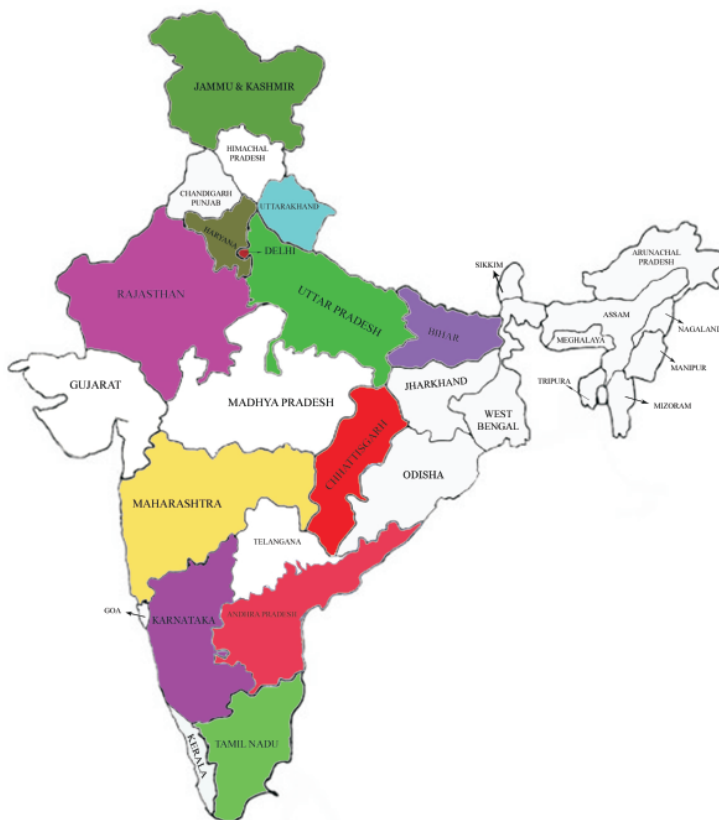 JAMMU & KASHMIR
HIMACHAL
PRADESH
CHANDIGARH
PUNJAB
UTTARAKHAND
HARYANA
DELHI
RAJASTHAN
UTTAR PRADESH
BIHAR
SIKKIM
ARUNACHAL
PRADESH
ASSAM
NAGALAND
MEGHALAYA
MANIPUR
TRIPURA
MIZORAM
GUJARAT
MADHYA PRADESH
JHARKHAND
WEST
BENGAL
CHHATTISGARH
ODISHA
MAHARASHTRA
TELANGANA
GOA
KARNATAKA
ANDHRA PRADESH
KERALA
TAMIL NADU